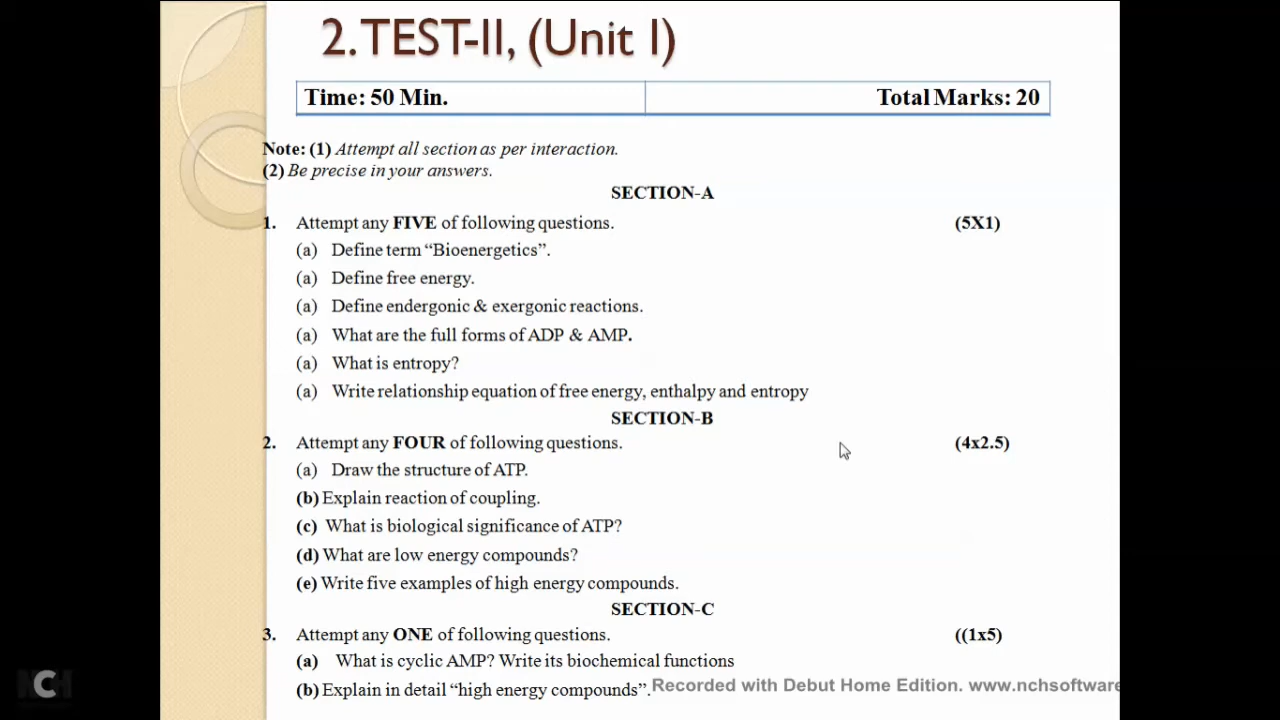 2. TEST-II, (Unit I)
Time: 50 Min. Total Marks: 20
Note: (1) Attempt all section as per interaction.
(2) Be precise in your answers.
SECTION-A
1. Attempt any FIVE of following questions. (5X1)
(a) Define term “Bioenergetics”.
(a) Define free energy.
(a) Define endergonic & exergonic reactions.
(a) What are the full forms of ADP & AMP.
(a) What is entropy?
(a) Write relationship equation of free energy, enthalpy and entropy
SECTION-B
2. Attempt any FOUR of following questions. (4x2.5)
(a) Draw the structure of ATP.
(b) Explain reaction of coupling.
(c) What is biological significance of ATP?
(d) What are low energy compounds?
(e) Write five examples of high energy compounds.
SECTION-C
3. Attempt any ONE of following questions. ((1x5)
(a) What is cyclic AMP? Write its biochemical functions
(b) Explain in detail “high energy compounds”.
Recorded with Debut Home Edition. www.nchsoftware
NCH